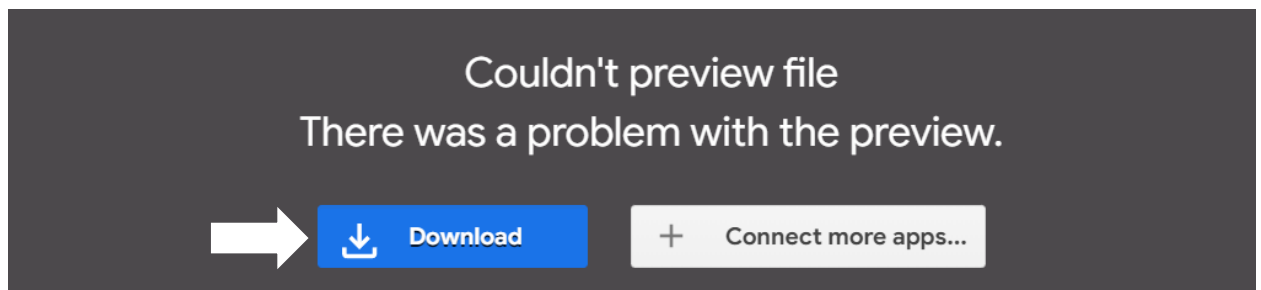 Couldn't preview file
There was a problem with the preview.
Download
Connect more apps...